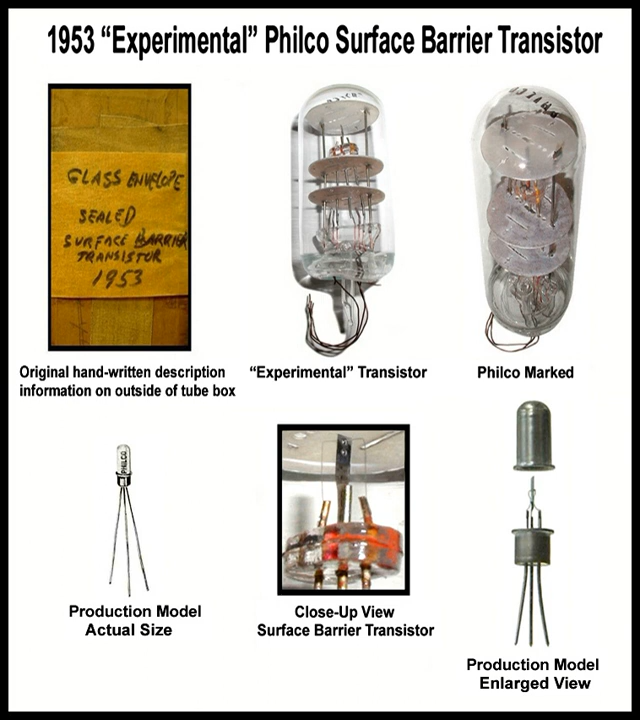 1953 “Experimental” Philco Surface Barrier Transistor
GLASS ENVELOPE
SEALED
SURFACE BARRIER
TRANSISTOR
1953
Original hand-written description
information on outside of tube box
“Experimental” Transistor
Philco Marked
PHILCO
Production Model
Actual Size
Close-Up View
Surface Barrier Transistor
Production Model
Enlarged View